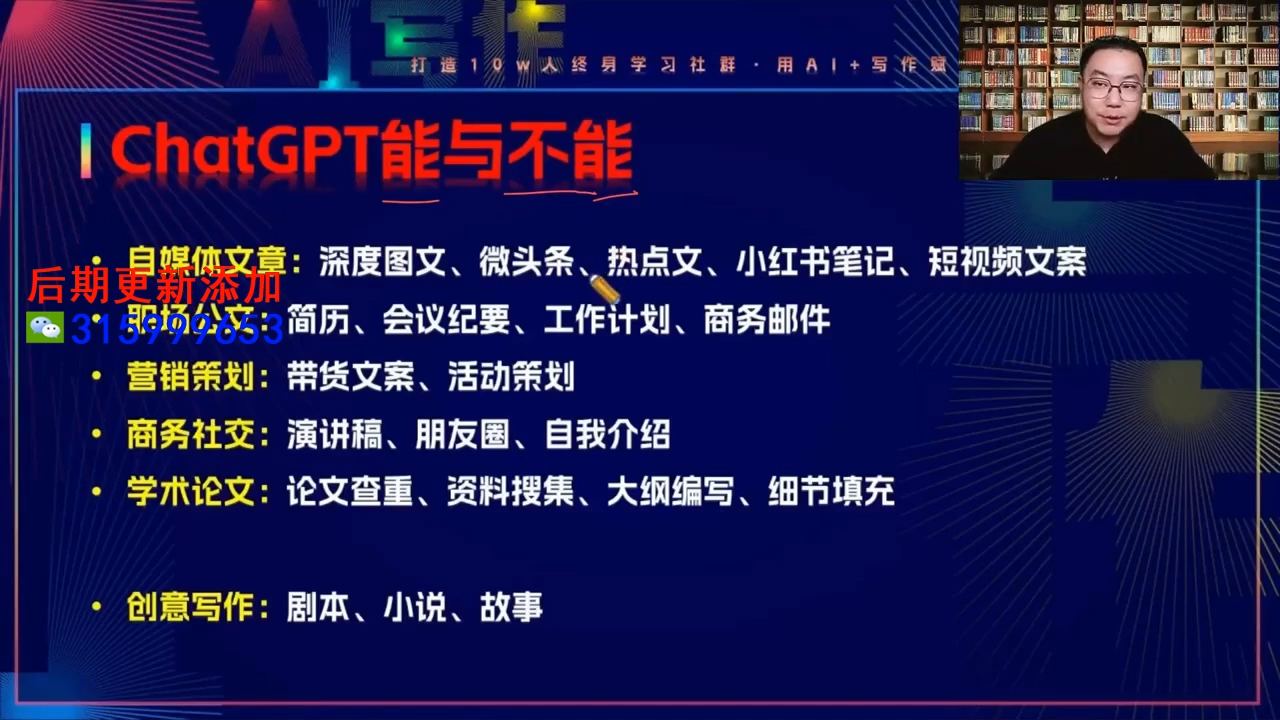 AI写作
打造10w人终身学习社群·用AI+写作赋
ChatGPT能与不能
• 自媒体文章：深度图文、微头条、热点文、小红书笔记、短视频文案
后期更新添加
• 职场公文：简历、会议纪要、工作计划、商务邮件
315999653
• 营销策划：带货文案、活动策划
• 商务社交：演讲稿、朋友圈、自我介绍
• 学术论文：论文查重、资料搜集、大纲编写、细节填充
• 创意写作：剧本、小说、故事